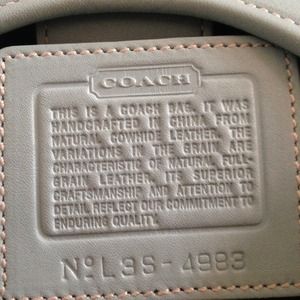 COACH
THIS IS A COACH BAG. IT WAS
HANDCRAFTED IN CHINA FROM
NATURAL COWHIDE LEATHER. THE
VARIATIONS IN THE GRAIN ARE
CHARACTERISTIC OF NATURAL FULL-
GRAIN LEATHER. ITS SUPERIOR
CRAFTSMANSHIP AND ATTENTION TO
DETAIL REFLECT OUR COMMITMENT TO
ENDURING QUALITY.
Nº L3S-4983